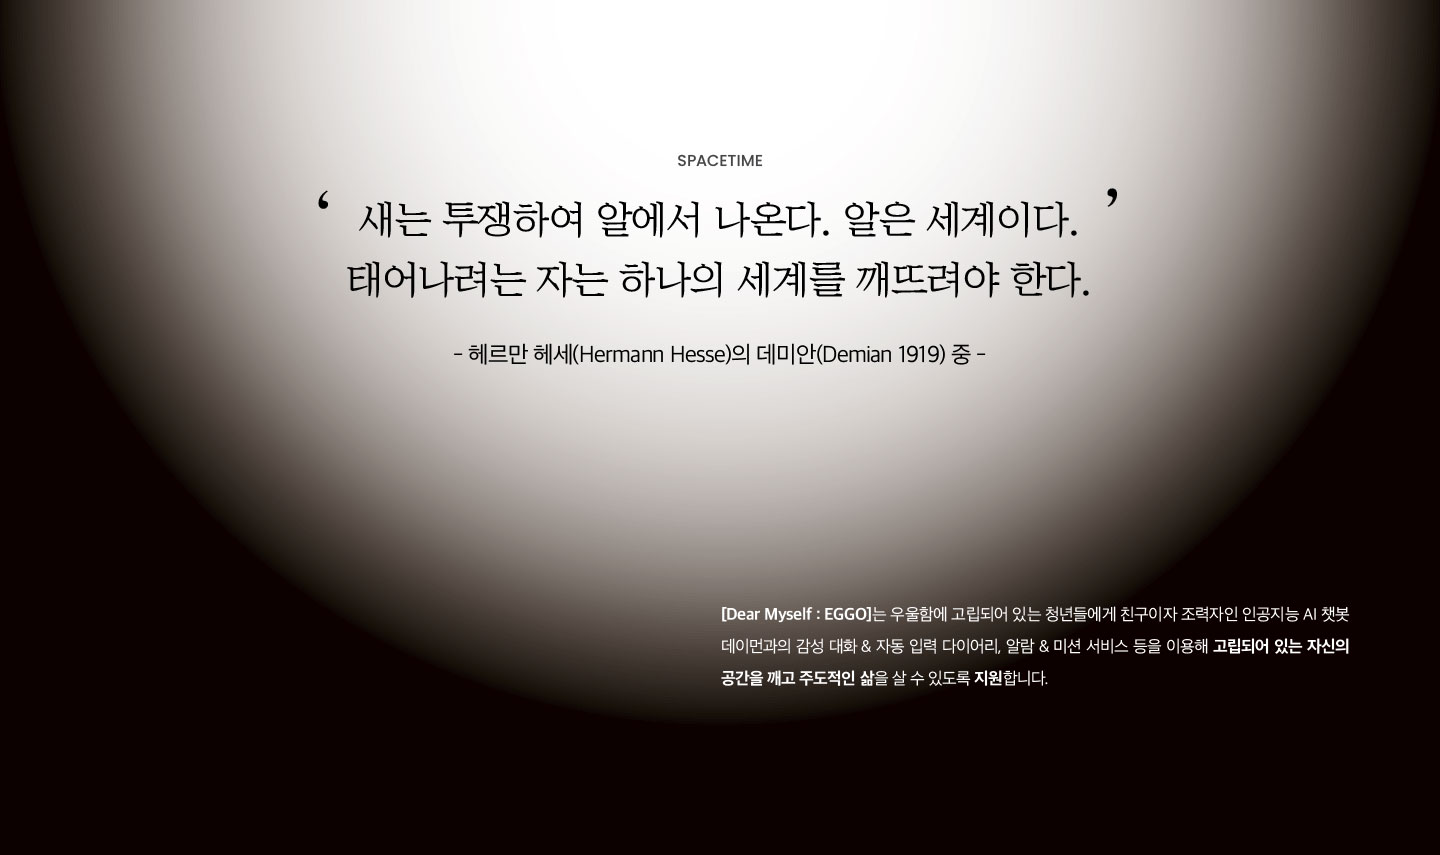 SPACETIME
‘ 새는 투쟁하여 알에서 나온다. 알은 세계이다. ’
태어나려는 자는 하나의 세계를 깨뜨려야 한다.
- 헤르만 헤세(Hermann Hesse)의 데미안(Demian 1919) 중 -
[Dear Myself : EGGO]는 우울함에 고립되어 있는 청년들에게 친구이자 조력자인 인공지능 AI 챗봇
데이먼과의 감성 대화 & 자동 입력 다이어리, 알람 & 미션 서비스 등을 이용해 고립되어 있는 자신의
공간을 깨고 주도적인 삶을 살 수 있도록 지원합니다.